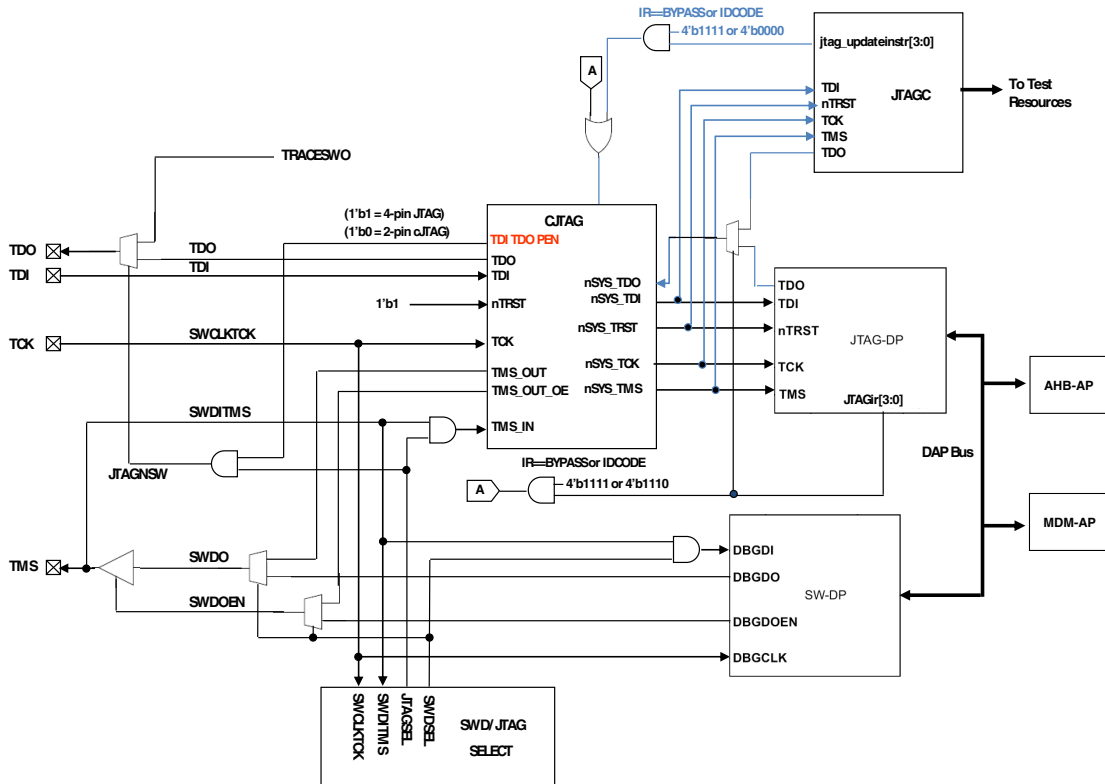 IR==BYPASS or IDCODE
4'b1111 or 4'b0000
jtag_updateinstr[3:0]
A
TDI
nTRST
TCK
TMS
TDO
JTAGC
To Test
Resources
TRACESWO
(1'b1 = 4-pin JTAG)
(1'b0 = 2-pin cJTAG)
CJTAG
TDI TDO PEN
TDO
TDO
TDO
TDI
TDI
TDI
1'b1
nTRST
nSYS_TDO
nSYS_TDI
nSYS_TRST
nSYS_TCK
nSYS_TMS
TDO
TDI
nTRST
TCK
TMS
JTAG-DP
JTAGir[3:0]
TCK
SWCLKTCK
TCK
TMS_OUT
TMS_OUT_OE
SWDITMS
TMS_IN
AHB-AP
JTAGNSW
IR==BYPASS or IDCODE
A
4'b1111 or 4'b1110
DAP Bus
MDM-AP
TMS
SWDO
SWDOEN
DBGDI
DBGDO
SW-DP
DBGDOEN
DBGCLK
SWCLKTCK
SWDITMS
JTAGSEL
SWDSEL
SWD/JTAG
SELECT